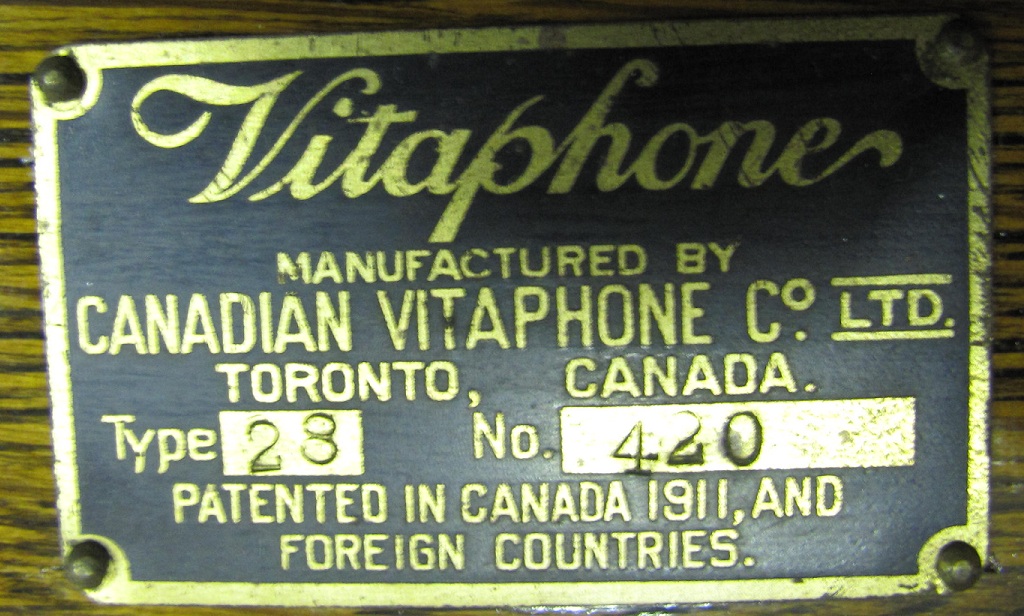 Vitaphone
MANUFACTURED BY
CANADIAN VITAPHONE Cº. LTD.
TORONTO, CANADA.
Type 28 No. 420
PATENTED IN CANADA 1911, AND
FOREIGN COUNTRIES.